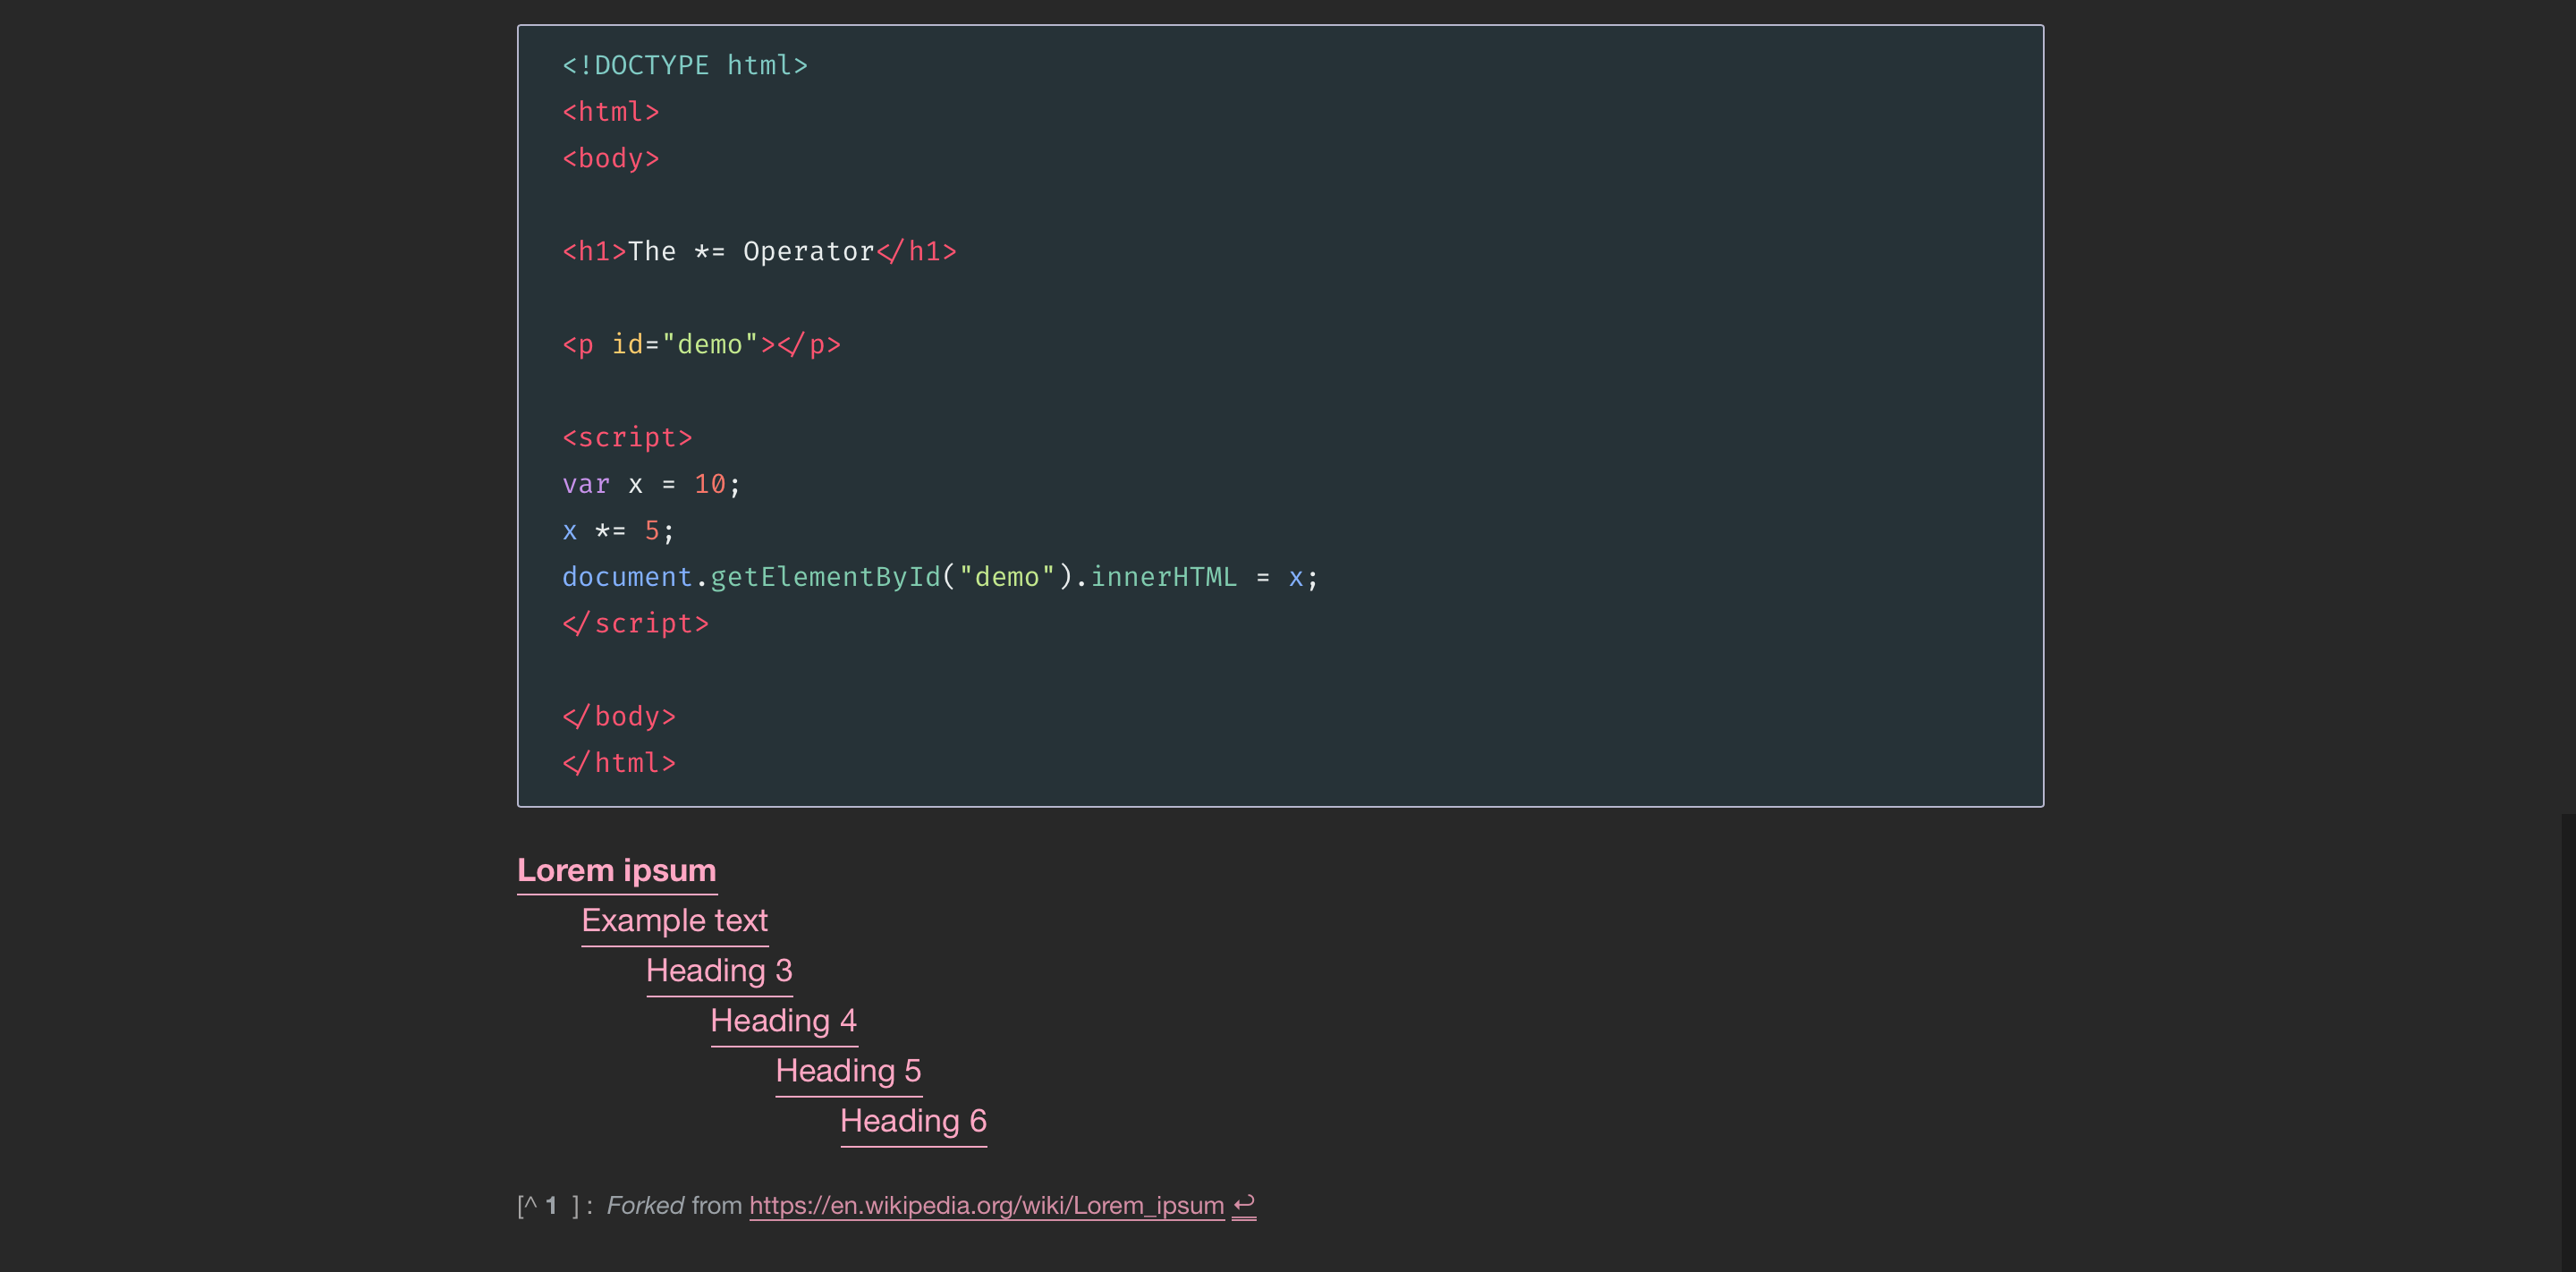 <!DOCTYPE html>
<html>
<body>
<h1>The *= Operator</h1>
<p id="demo"></p>
<script>
var x = 10;
x *= 5;
document.getElementById("demo").innerHTML = x;
</script>
</body>
</html>
Lorem ipsum
Example text
Heading 3
Heading 4
Heading 5
Heading 6
[^ 1 ] : Forked from https://en.wikipedia.org/wiki/Lorem_ipsum ↩